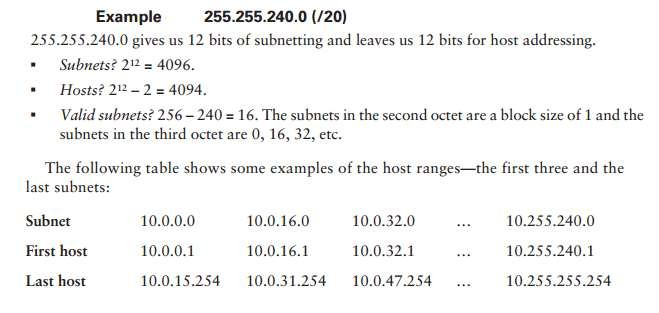 Example 255.255.240.0 (/20)
255.255.240.0 gives us 12 bits of subnetting and leaves us 12 bits for host addressing.
▪ Subnets? 2¹² = 4096.
▪ Hosts? 2¹² – 2 = 4094.
▪ Valid subnets? 256 – 240 = 16. The subnets in the second octet are a block size of 1 and the
subnets in the third octet are 0, 16, 32, etc.
The following table shows some examples of the host ranges—the first three and the
last subnets:
Subnet 10.0.0.0 10.0.16.0 10.0.32.0 ... 10.255.240.0
First host 10.0.0.1 10.0.16.1 10.0.32.1 ... 10.255.240.1
Last host 10.0.15.254 10.0.31.254 10.0.47.254 ... 10.255.255.254